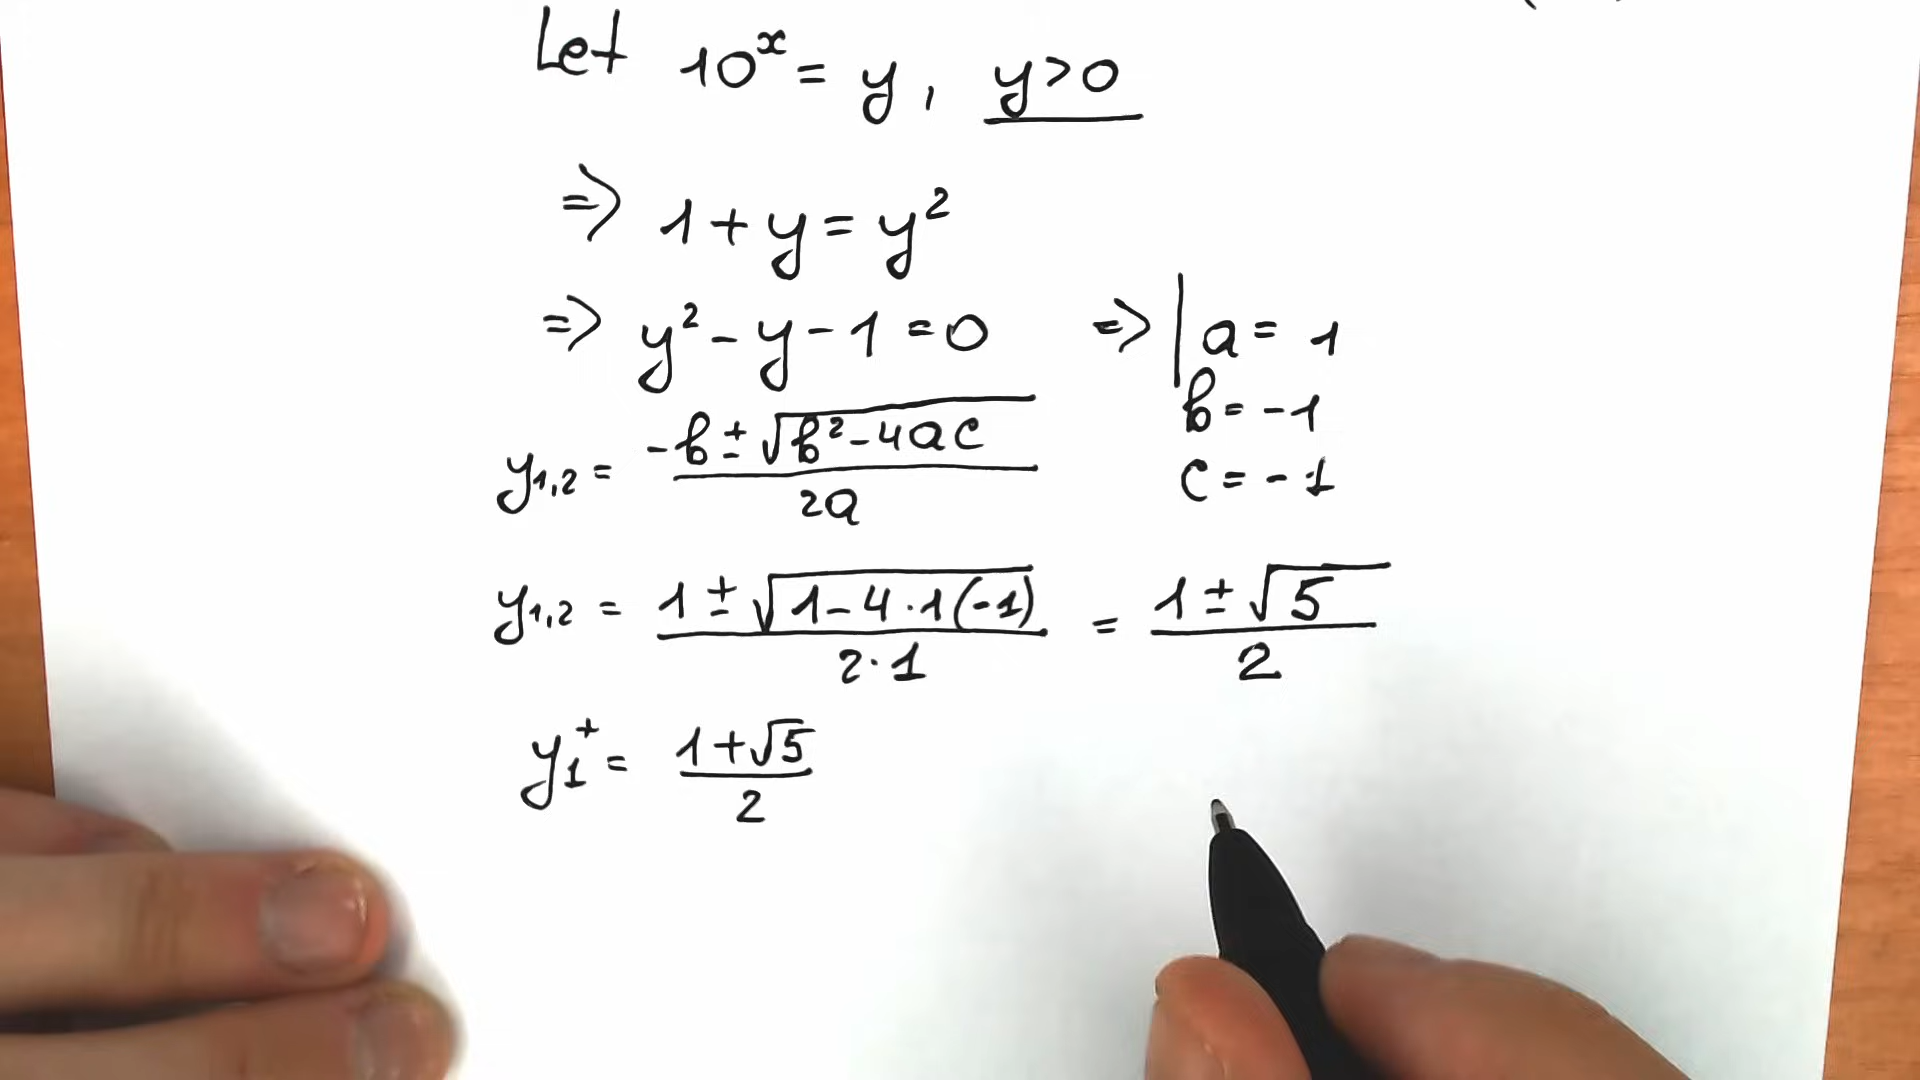 Let 10^x = y, y>0
=> 1+y=y²
=> y²-y-1=0 => | a=1
b=-1
y1,2 = (-b±√(b²-4ac))/(2a)
c=-1
y1,2 = (1±√(1-4·1(-1)))/(2·1) = (1±√5)/2
y1⁺ = (1+√5)/2